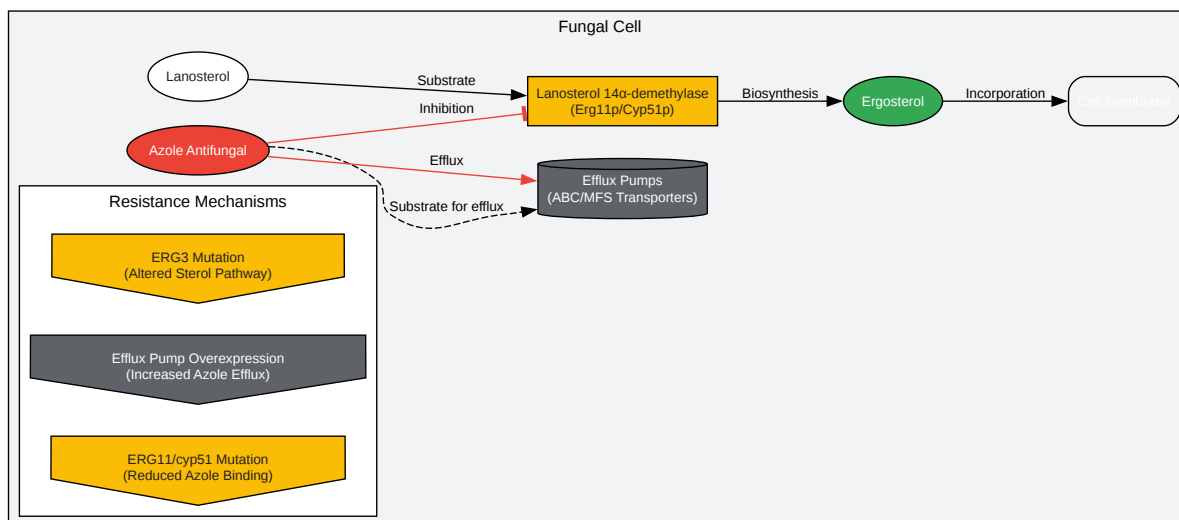 Fungal Cell
Lanosterol
Substrate
Lanosterol 14α-demethylase
(Erg11p/Cyp51p)
Biosynthesis
Ergosterol
Incorporation
Cell Membrane
Inhibition
Azole Antifungal
Efflux
Efflux Pumps
(ABC/MFS Transporters)
Substrate for efflux
Resistance Mechanisms
ERG3 Mutation
(Altered Sterol Pathway)
Efflux Pump Overexpression
(Increased Azole Efflux)
ERG11/cyp51 Mutation
(Reduced Azole Binding)